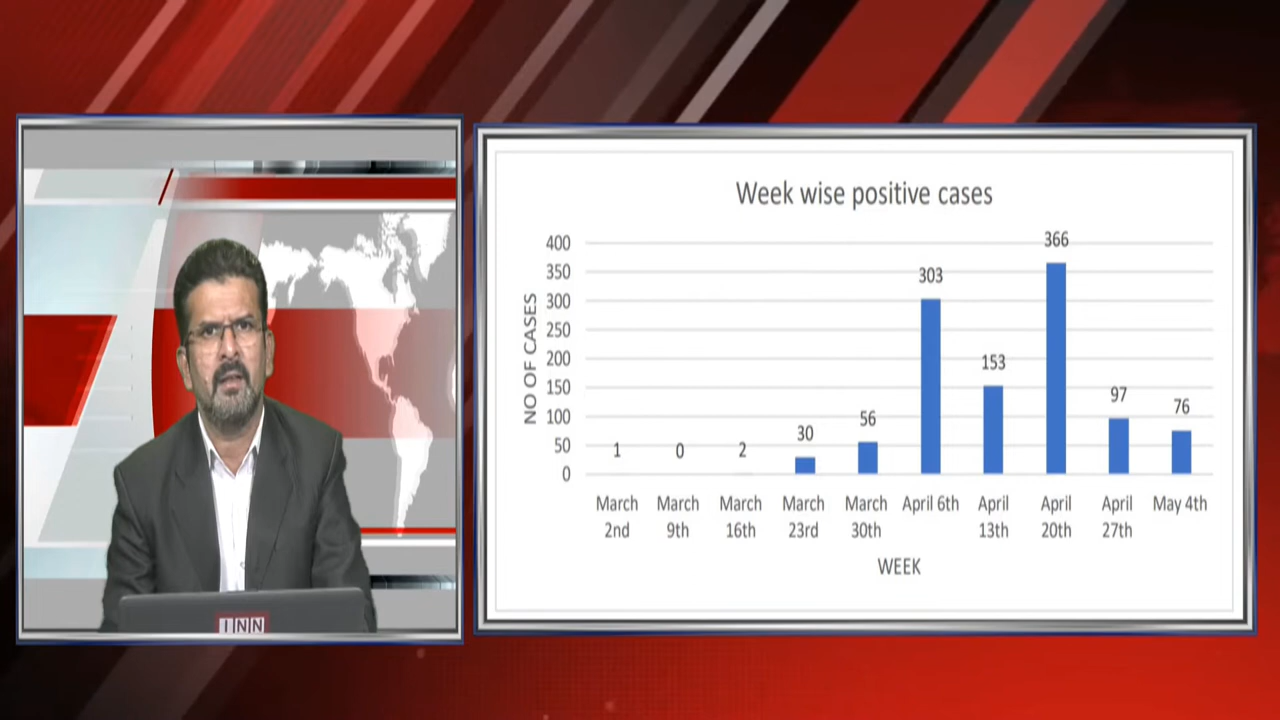 Week wise positive cases
NO OF CASES
400
350
300
250
200
150
100
50
0
1
0
2
30
56
303
153
366
97
76
March 2nd
March 9th
March 16th
March 23rd
March 30th
April 6th
April 13th
April 20th
April 27th
May 4th
WEEK
INN